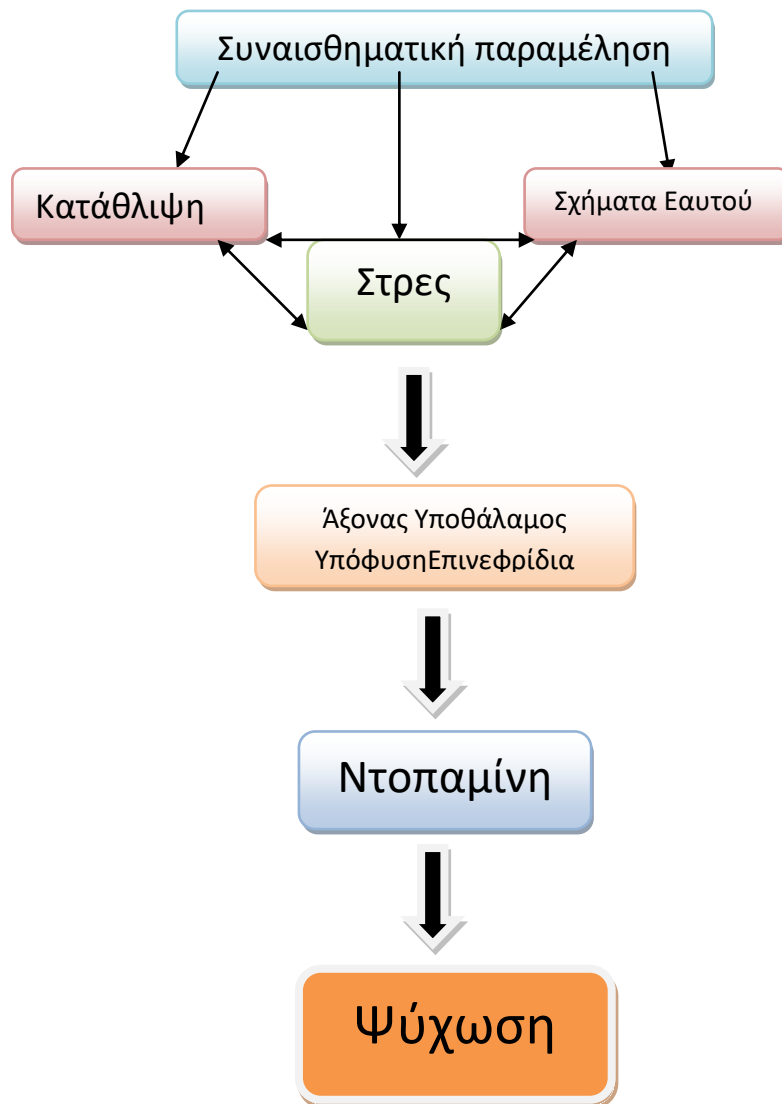 Συναισθηματική παραμέληση
Κατάθλιψη
Σχήματα Εαυτού
Στρες
Άξονας Υποθάλαμος
ΥπόφυσηΕπινεφρίδια
Ντοπαμίνη
Ψύχωση